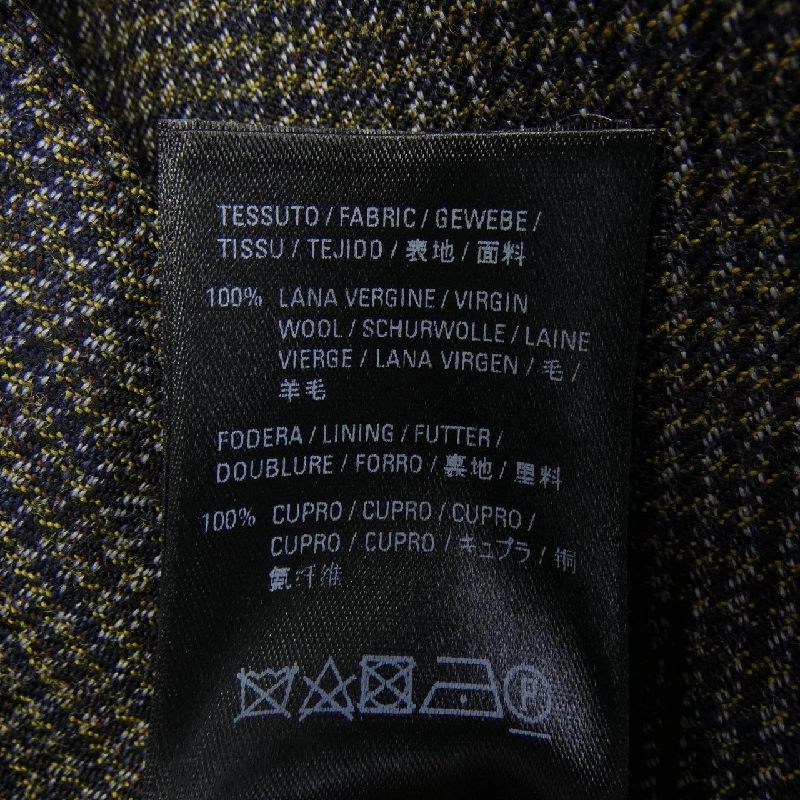 TESSUTO / FABRIC / GEWEBE /
TISSU / TEJIDO / 表地 / 面料
100% LANA VERGINE / VIRGIN
WOOL / SCHURWOLLE / LAINE
VIERGE / LANA VIRGEN / 毛 /
羊毛
FODERA / LINING / FUTTER /
DOUBLURE / FORRO / 裏地 / 里料
100% CUPRO / CUPRO / CUPRO /
CUPRO / CUPRO / キュプラ / 铜
氨纤维
P